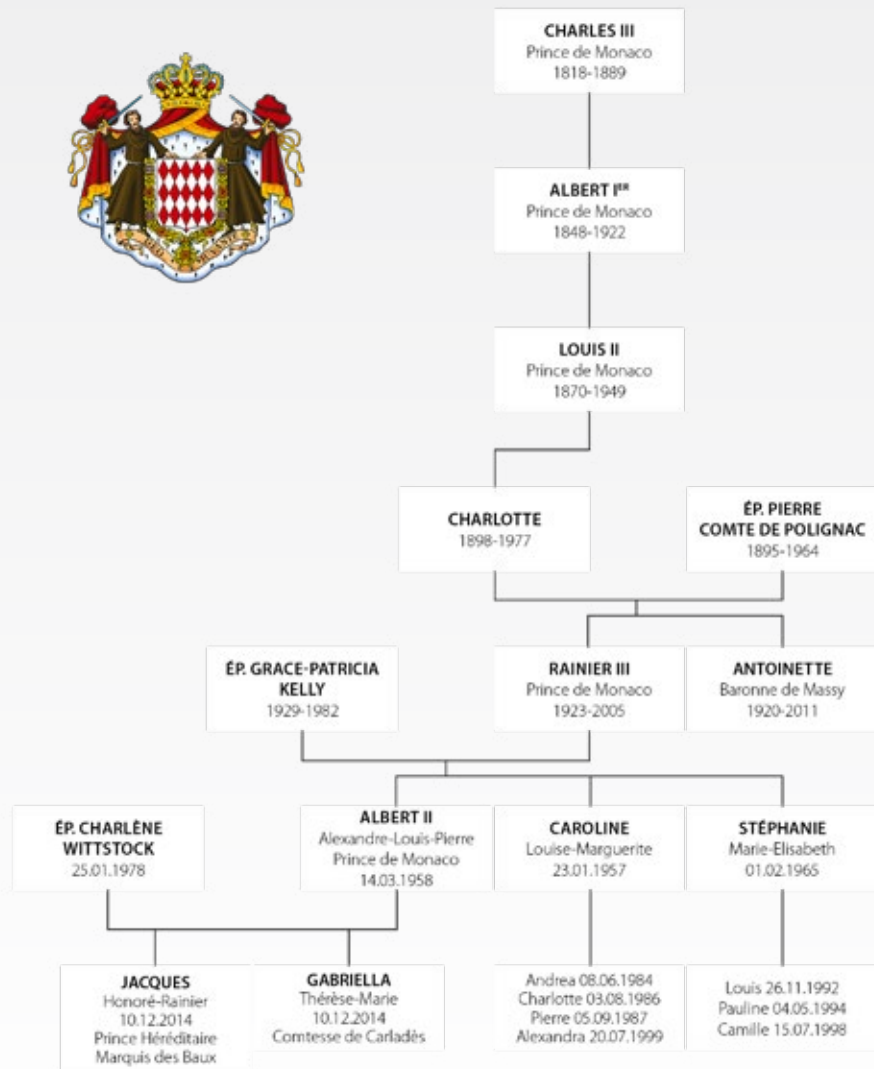 CHARLES III
Prince de Monaco
1818-1889
ALBERT Iᴱᴿ
Prince de Monaco
1848-1922
DEO JUVANTE
LOUIS II
Prince de Monaco
1870-1949
CHARLOTTE
1898-1977
ÉP. PIERRE
COMTE DE POLIGNAC
1895-1964
ÉP. GRACE-PATRICIA
KELLY
1929-1982
RAINIER III
Prince de Monaco
1923-2005
ANTOINETTE
Baronne de Massy
1920-2011
ÉP. CHARLÈNE
WITTSTOCK
25.01.1978
ALBERT II
Alexandre-Louis-Pierre
Prince de Monaco
14.03.1958
CAROLINE
Louise-Marguerite
23.01.1957
STÉPHANIE
Marie-Elisabeth
01.02.1965
JACQUES
Honoré-Rainier
10.12.2014
Prince Héréditaire
Marquis des Baux
GABRIELLA
Thérèse-Marie
10.12.2014
Comtesse de Carladès
Andrea 08.06.1984
Charlotte 03.08.1986
Pierre 05.09.1987
Alexandra 20.07.1999
Louis 26.11.1992
Pauline 04.05.1994
Camille 15.07.1998